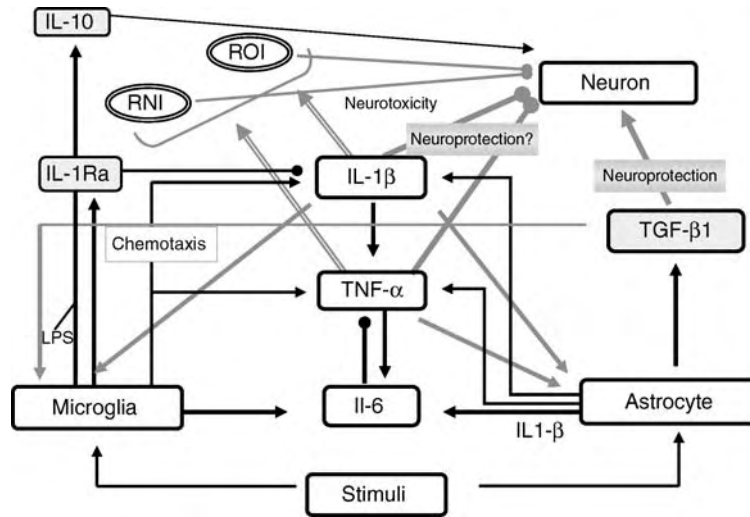 IL-10
ROI
Neuron
RNI
Neurotoxicity
Neuroprotection?
IL-1Ra
IL-1β
Neuroprotection
TGF-β1
Chemotaxis
TNF-α
LPS
Microglia
Il-6
Astrocyte
IL1-β
Stimuli